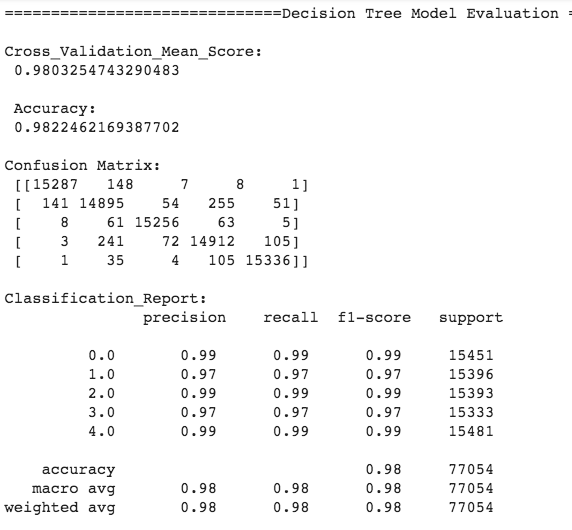 ==============================Decision Tree Model Evaluation =
Cross_Validation_Mean_Score:
0.9803254743290483
Accuracy:
0.9822462169387702
Confusion Matrix:
[[15287 148 7 8 1]
[ 141 14895 54 255 51]
[ 8 61 15256 63 5]
[ 3 241 72 14912 105]
[ 1 35 4 105 15336]]
Classification_Report:
precision recall f1-score support
0.0 0.99 0.99 0.99 15451
1.0 0.97 0.97 0.97 15396
2.0 0.99 0.99 0.99 15393
3.0 0.97 0.97 0.97 15333
4.0 0.99 0.99 0.99 15481
accuracy 0.98 77054
macro avg 0.98 0.98 0.98 77054
weighted avg 0.98 0.98 0.98 77054